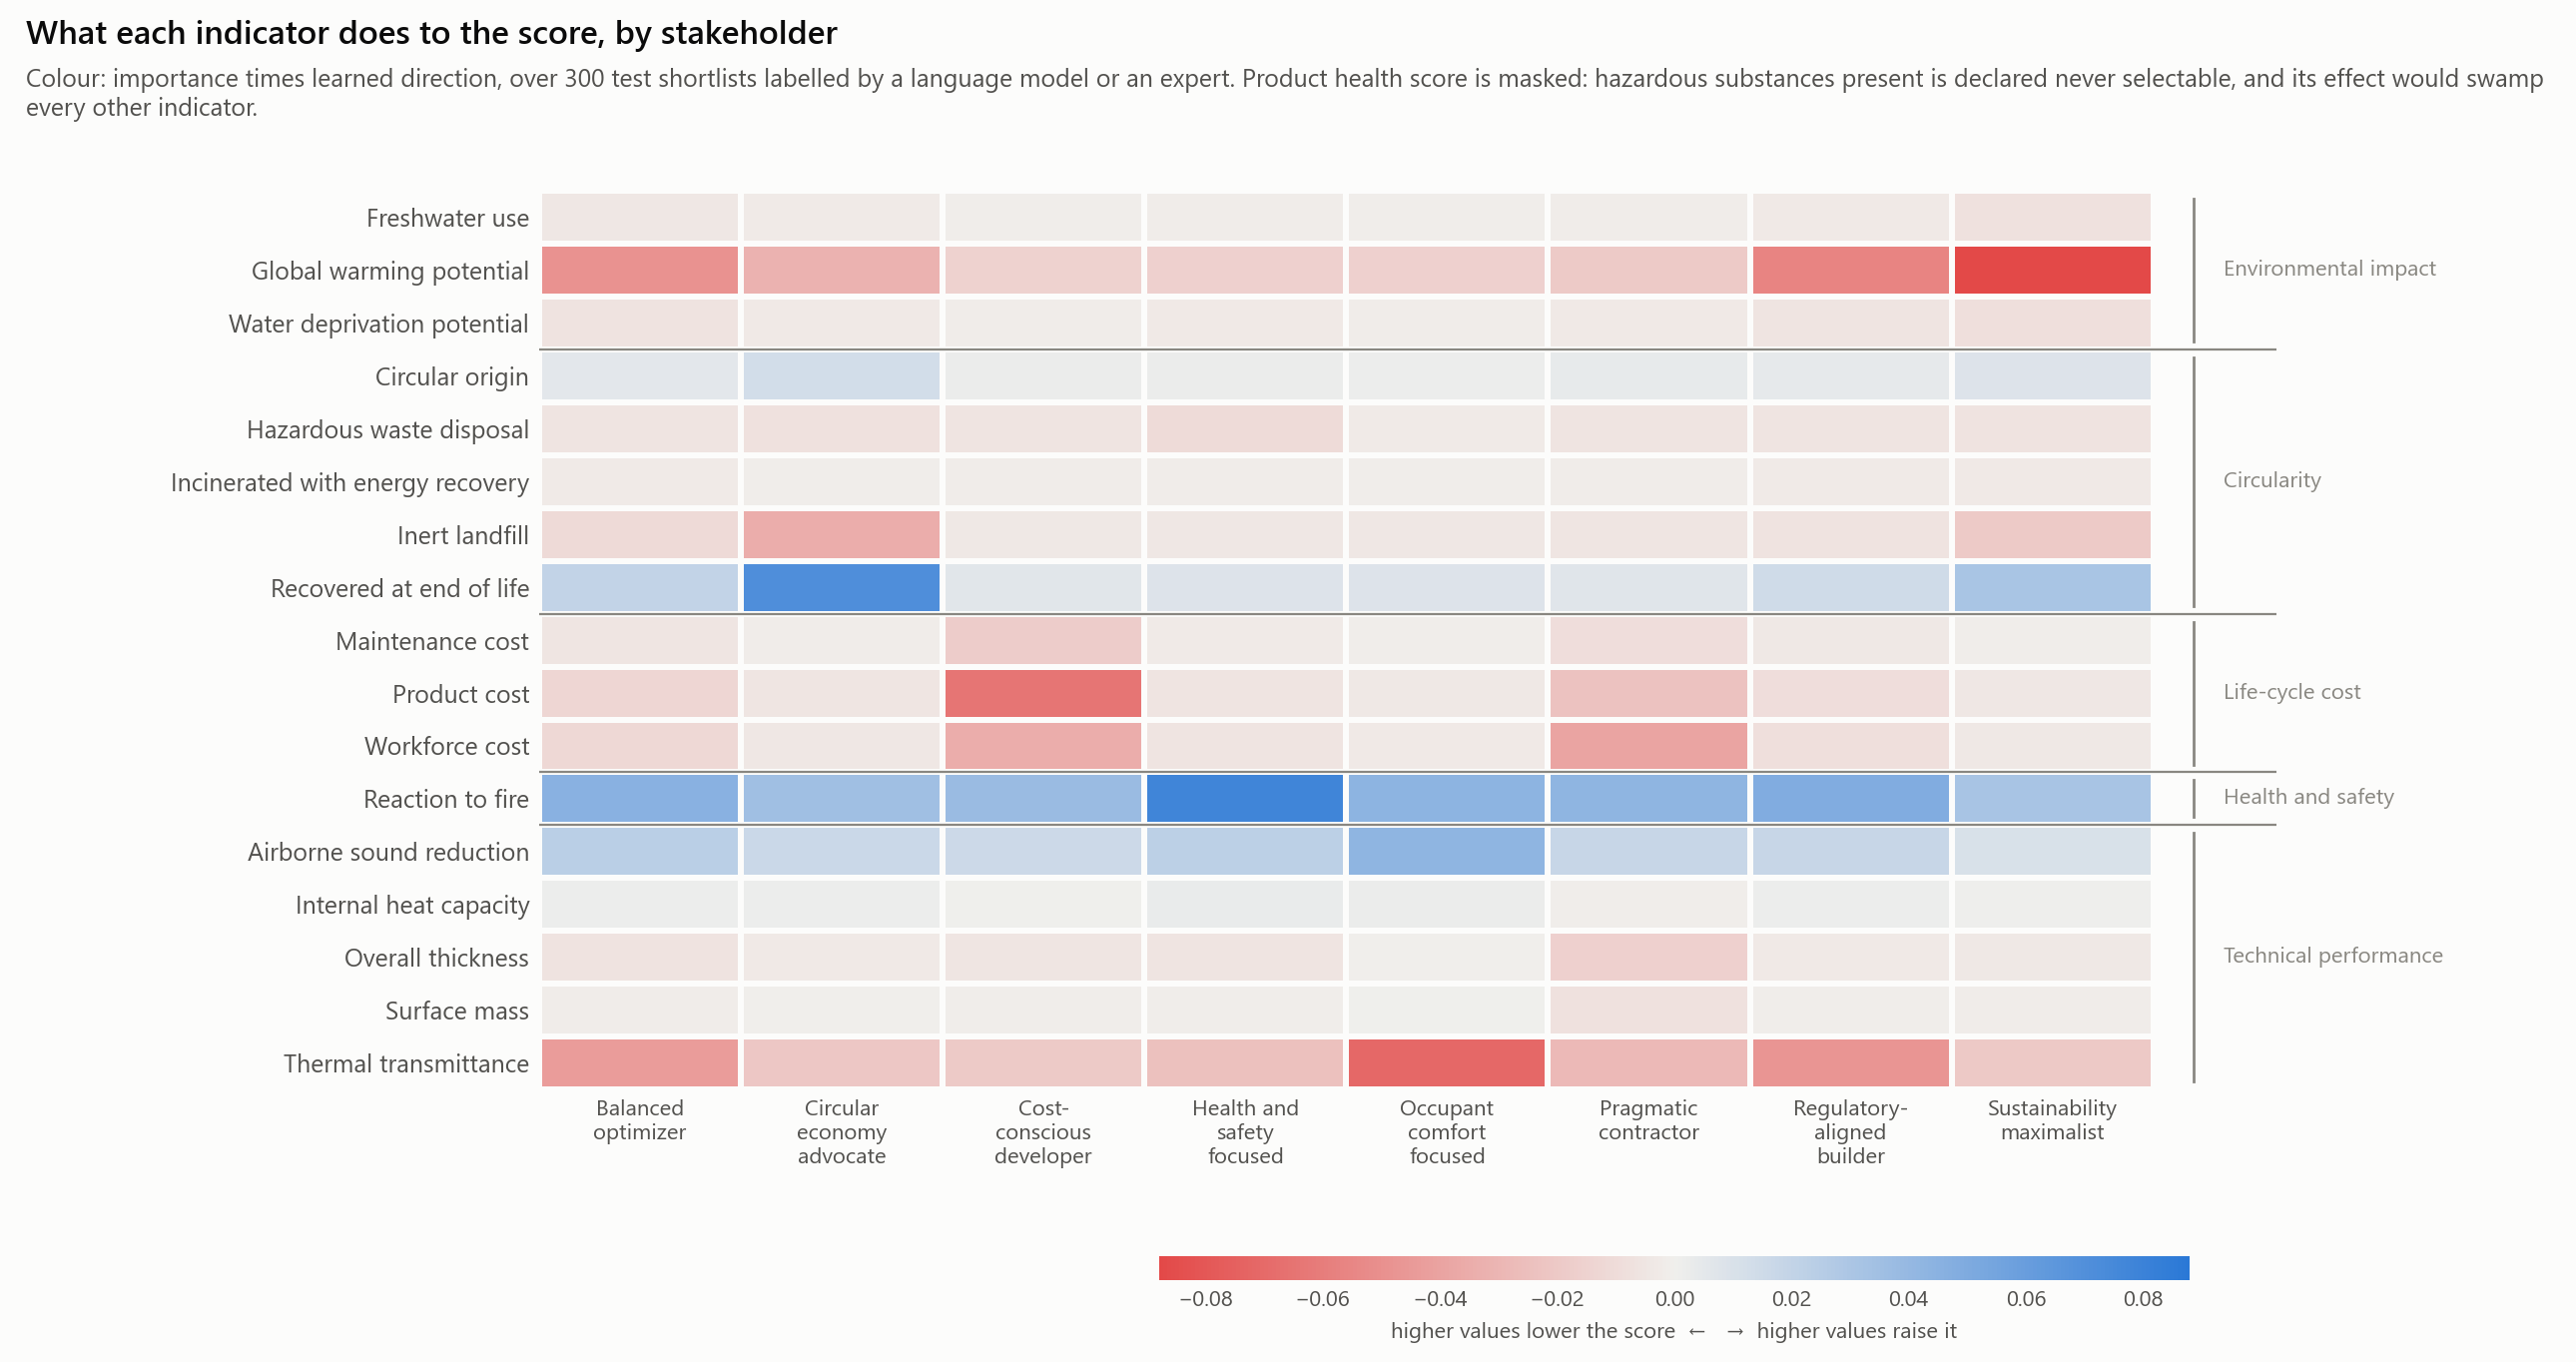 What each indicator does to the score, by stakeholder
Colour: importance times learned direction, over 300 test shortlists labelled by a language model or an expert. Product health score is masked: hazardous substances present is declared never selectable, and its effect would swamp
every other indicator.
Freshwater use
Global warming potential
Environmental impact
Water deprivation potential
Circular origin
Hazardous waste disposal
Incinerated with energy recovery
Circularity
Inert landfill
Recovered at end of life
Maintenance cost
Product cost
Life-cycle cost
Workforce cost
Reaction to fire
Health and safety
Airborne sound reduction
Internal heat capacity
Overall thickness
Technical performance
Surface mass
Thermal transmittance
Balanced
optimizer
Circular
economy
advocate
Cost-
conscious
developer
Health and
safety
focused
Occupant
comfort
focused
Pragmatic
contractor
Regulatory-
aligned
builder
Sustainability
maximalist
−0.08 −0.06 −0.04 −0.02 0.00 0.02 0.04 0.06 0.08
higher values lower the score ← → higher values raise it